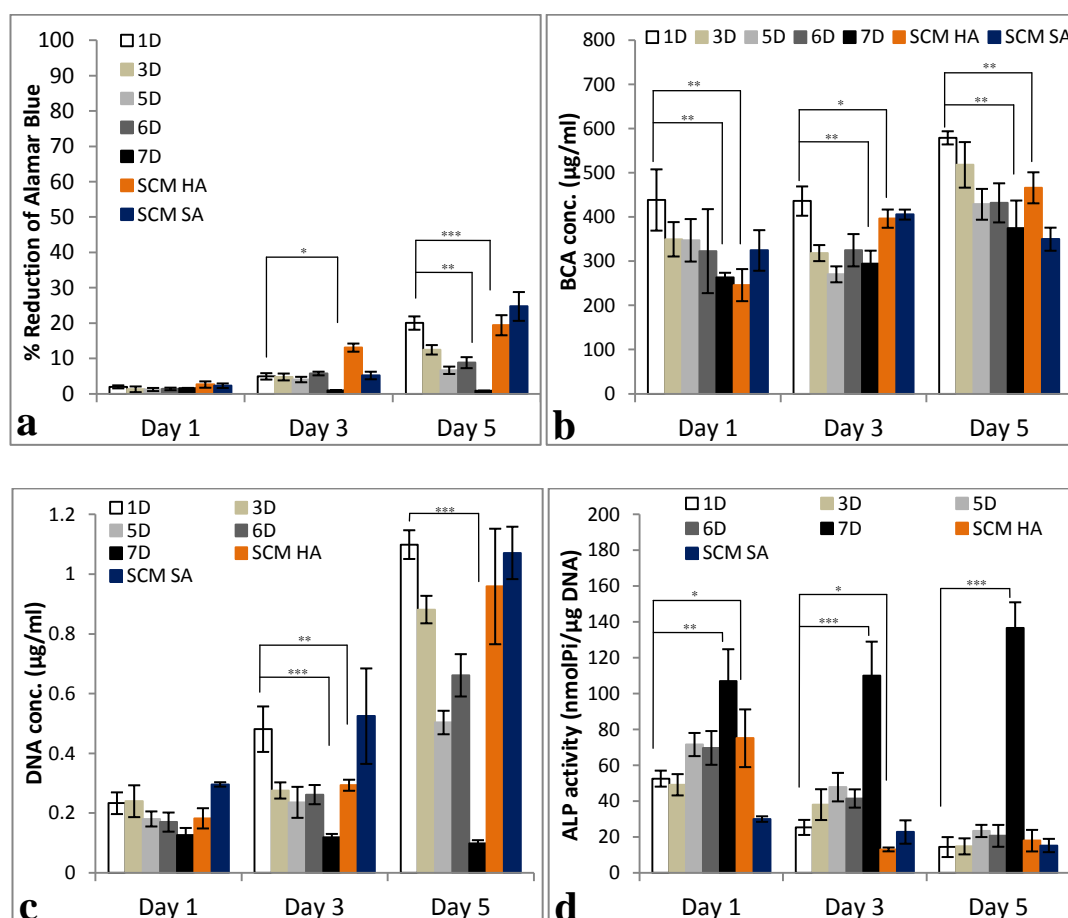 % Reduction of Alamar Blue
100
90
80
70
60
50
40
30
20
10
0
1D
3D
5D
6D
7D
SCM HA
SCM SA
*
***
**
Day 1 Day 3 Day 5
a
BCA conc. (µg/ml)
800
700
600
500
400
300
200
100
0
1D 3D 5D 6D 7D SCM HA SCM SA
**
**
*
**
**
**
Day 1 Day 3 Day 5
b
DNA conc. (µg/ml)
1.2
1
0.8
0.6
0.4
0.2
0
1D 3D
5D 6D
7D SCM HA
SCM SA
**
***
***
Day 1 Day 3 Day 5
c
ALP activity (nmolPi/µg DNA)
200
180
160
140
120
100
80
60
40
20
0
1D 3D 5D
6D 7D SCM HA
SCM SA
*
**
*
***
***
Day 1 Day 3 Day 5
d